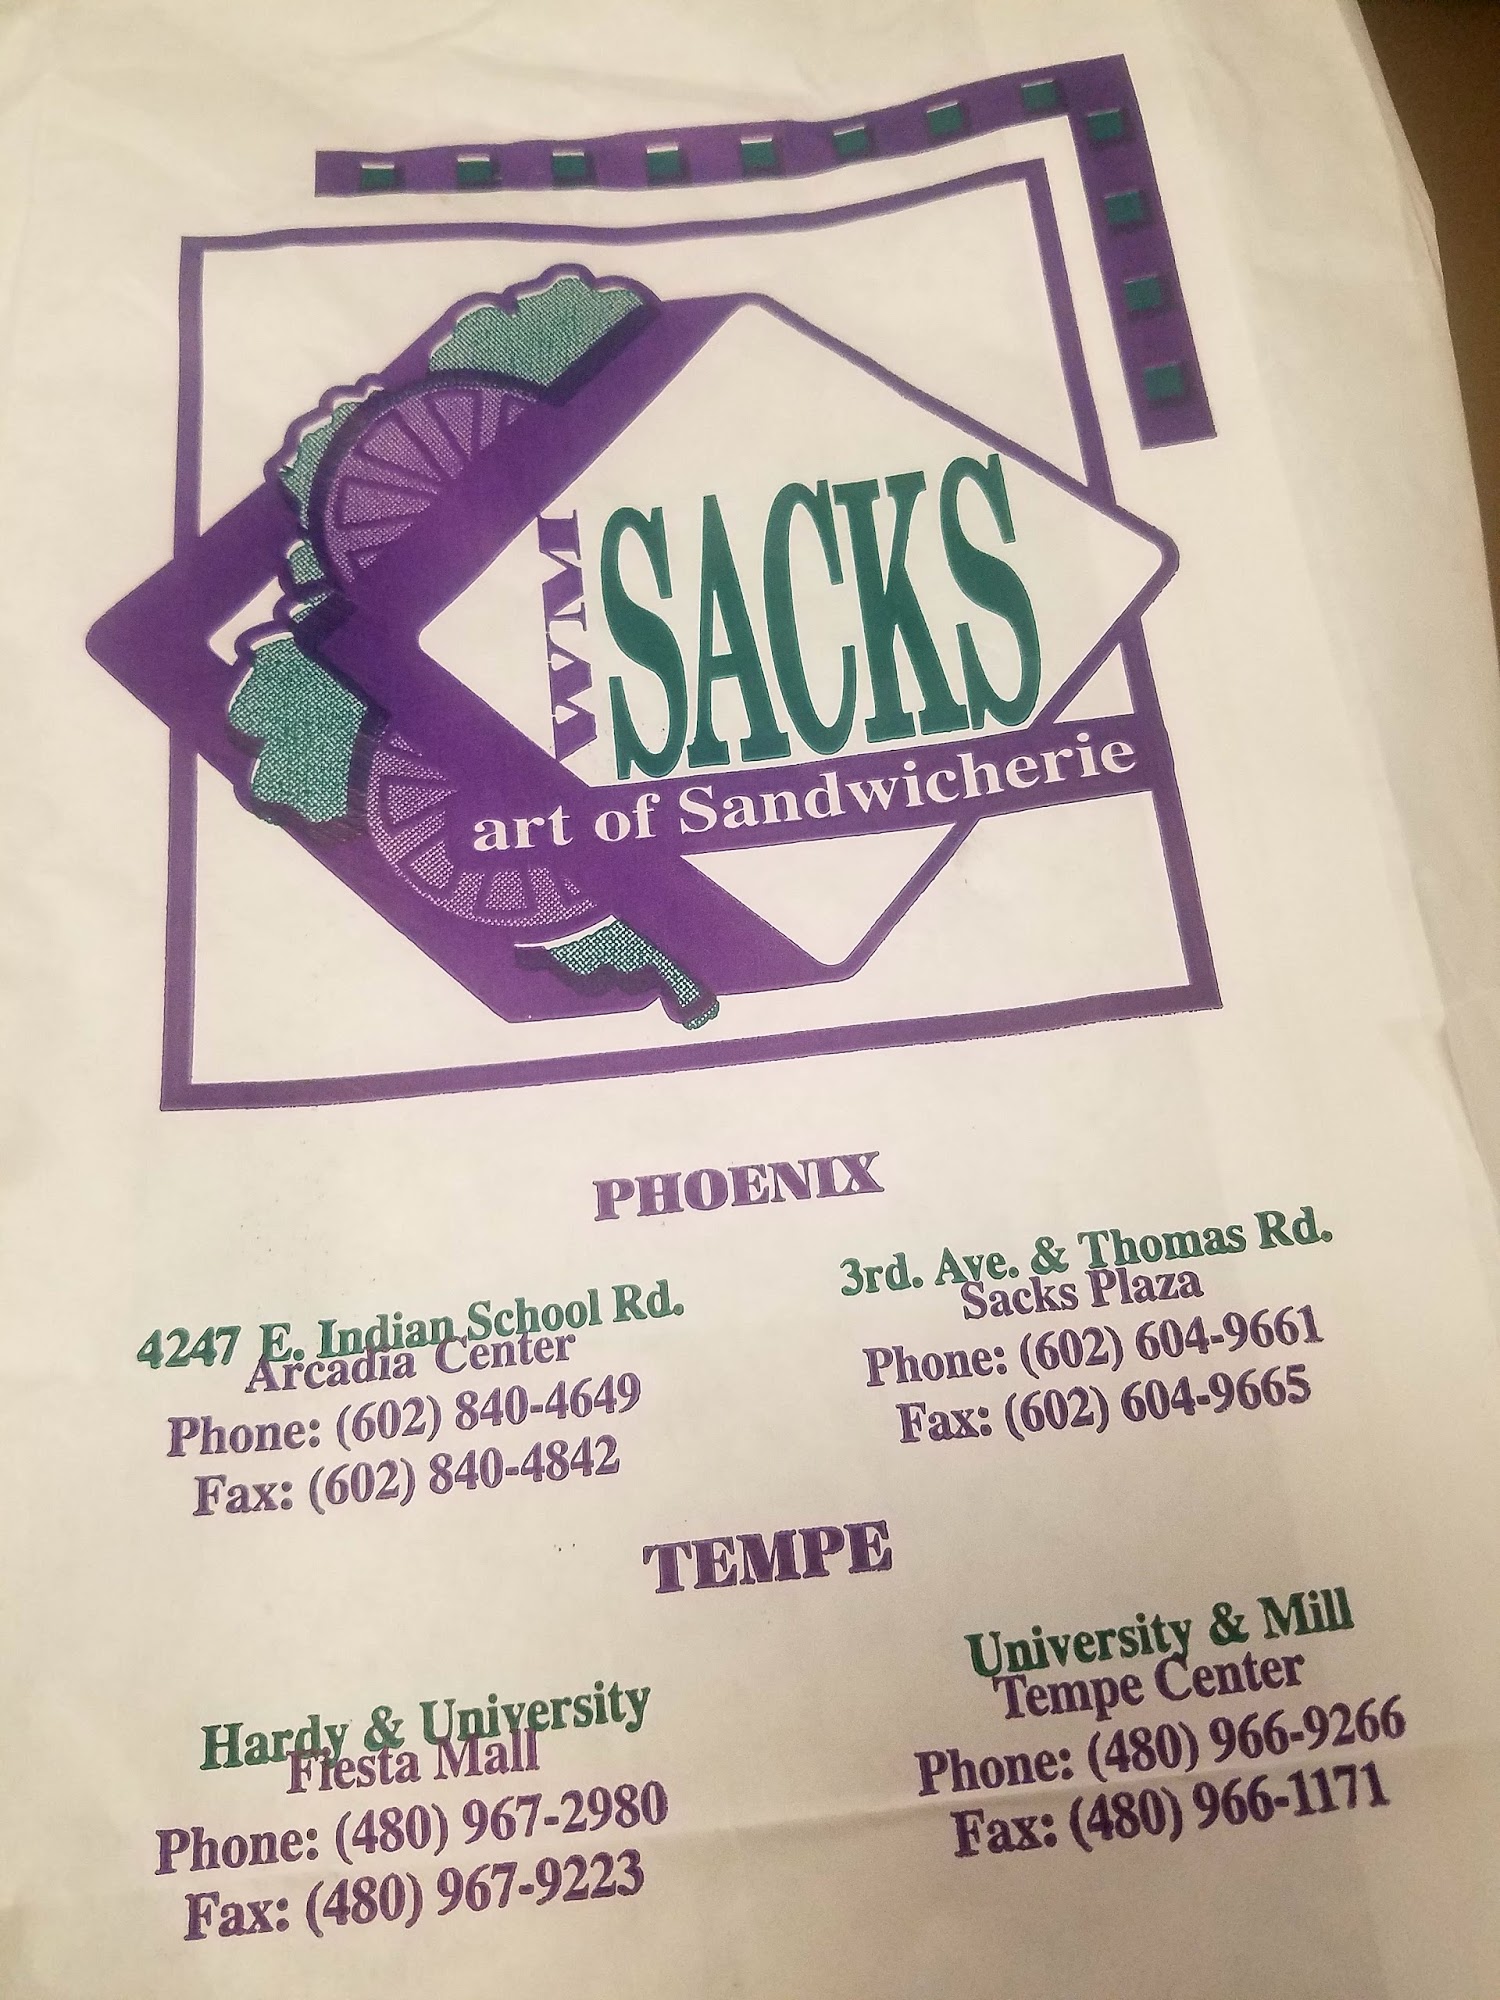 WM
SACKS
art of Sandwicherie
PHOENIX
4247 E. Indian School Rd.
Arcadia Center
Phone: (602) 840-4649
Fax: (602) 840-4842
3rd. Ave. & Thomas Rd.
Sacks Plaza
Phone: (602) 604-9661
Fax: (602) 604-9665
TEMPE
Hardy & University
Fiesta Mall
Phone: (480) 967-2980
Fax: (480) 967-9223
University & Mill
Tempe Center
Phone: (480) 966-9266
Fax: (480) 966-1171